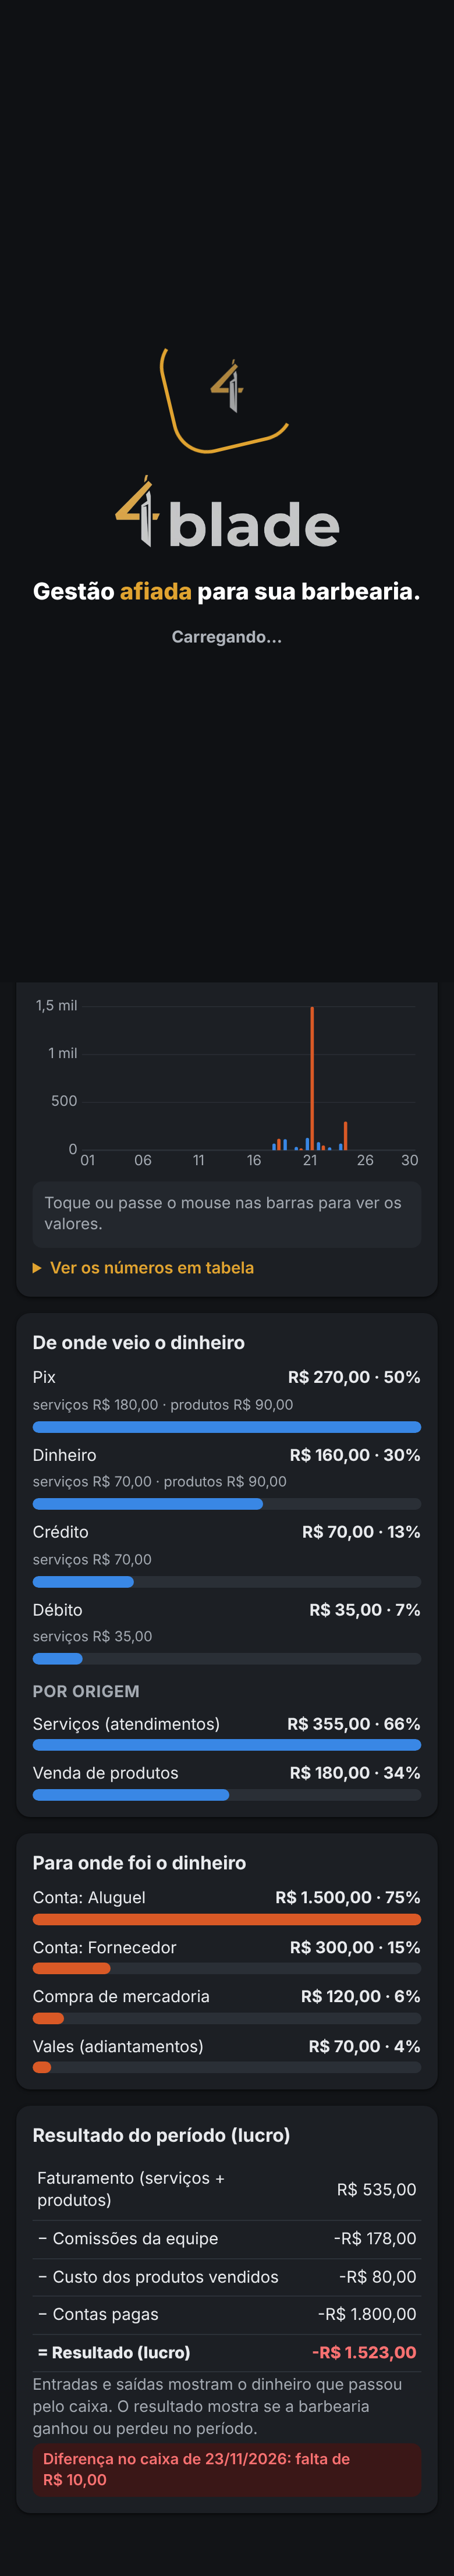 4
4blade
Gestão afiada para sua barbearia.
Carregando...
1,5 mil
1 mil
500
0
01 06 11 16 21 26 30
Toque ou passe o mouse nas barras para ver os
valores.
▶ Ver os números em tabela
De onde veio o dinheiro
Pix R$ 270,00 · 50%
serviços R$ 180,00 · produtos R$ 90,00
Dinheiro R$ 160,00 · 30%
serviços R$ 70,00 · produtos R$ 90,00
Crédito R$ 70,00 · 13%
serviços R$ 70,00
Débito R$ 35,00 · 7%
serviços R$ 35,00
POR ORIGEM
Serviços (atendimentos) R$ 355,00 · 66%
Venda de produtos R$ 180,00 · 34%
Para onde foi o dinheiro
Conta: Aluguel R$ 1.500,00 · 75%
Conta: Fornecedor R$ 300,00 · 15%
Compra de mercadoria R$ 120,00 · 6%
Vales (adiantamentos) R$ 70,00 · 4%
Resultado do período (lucro)
Faturamento (serviços +
produtos) R$ 535,00
− Comissões da equipe -R$ 178,00
− Custo dos produtos vendidos -R$ 80,00
− Contas pagas -R$ 1.800,00
= Resultado (lucro) -R$ 1.523,00
Entradas e saídas mostram o dinheiro que passou
pelo caixa. O resultado mostra se a barbearia
ganhou ou perdeu no período.
Diferença no caixa de 23/11/2026: falta de
R$ 10,00